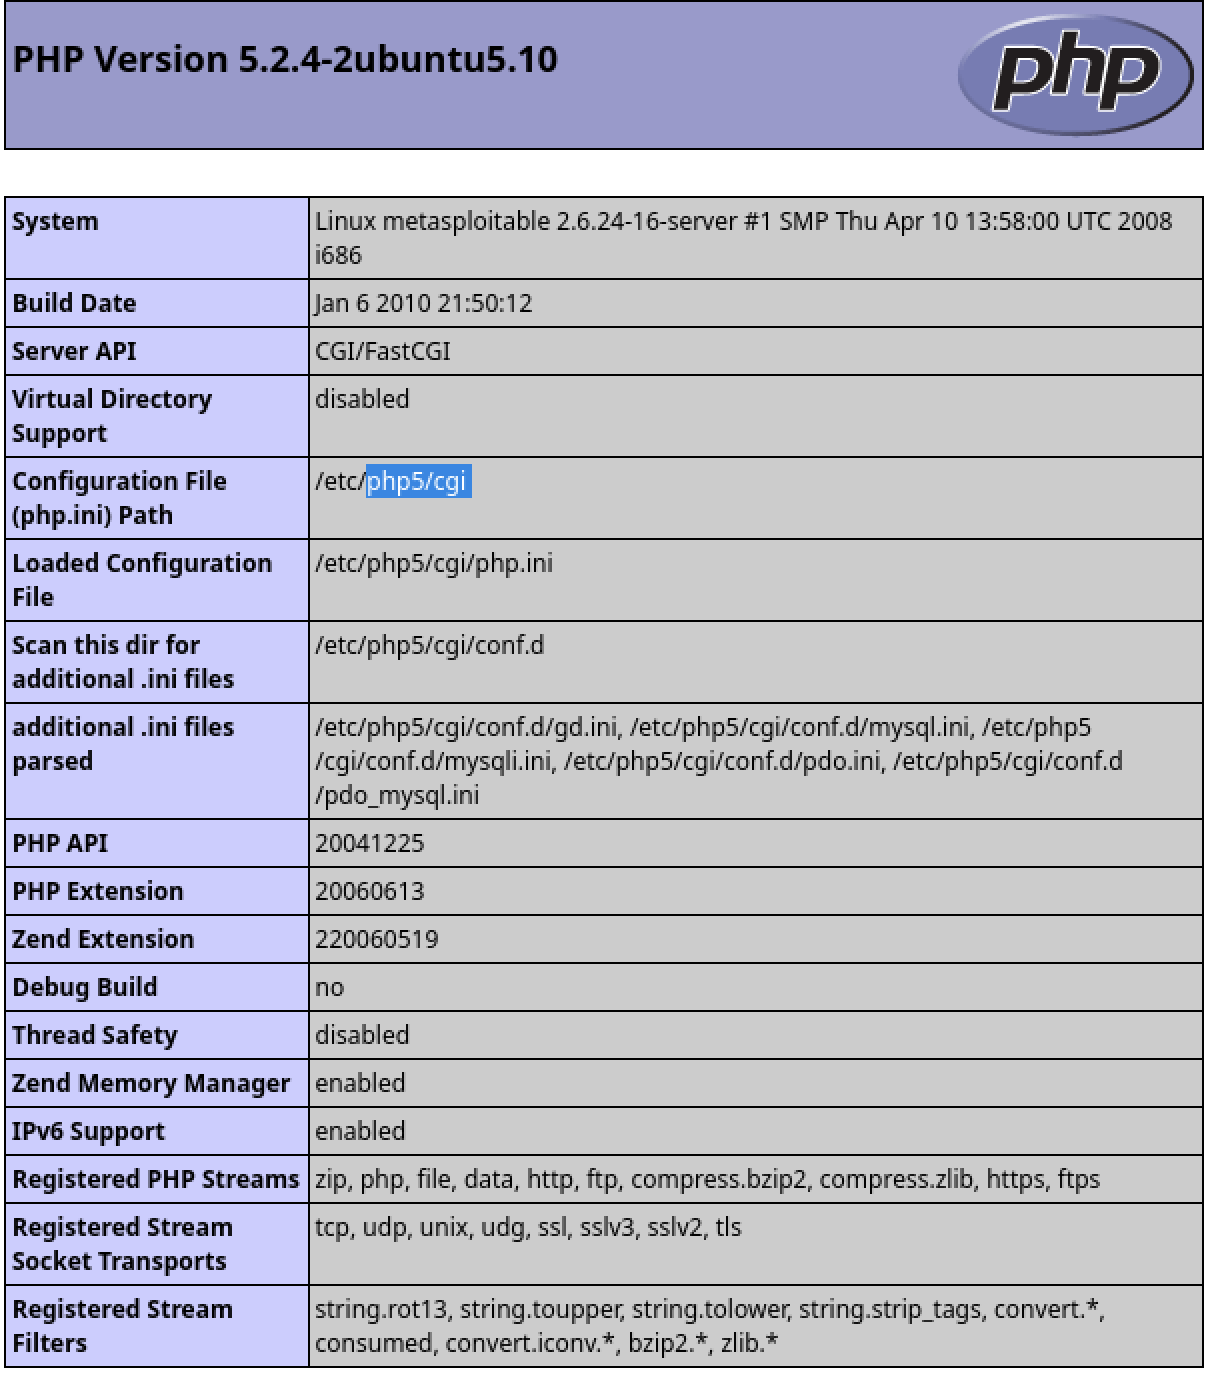 PHP Version 5.2.4-2ubuntu5.10
php
System
Linux metasploitable 2.6.24-16-server #1 SMP Thu Apr 10 13:58:00 UTC 2008
i686
Build Date
Jan 6 2010 21:50:12
Server API
CGI/FastCGI
Virtual Directory
Support
disabled
Configuration File
(php.ini) Path
/etc/php5/cgi
Loaded Configuration
File
/etc/php5/cgi/php.ini
Scan this dir for
additional .ini files
/etc/php5/cgi/conf.d
additional .ini files
parsed
/etc/php5/cgi/conf.d/gd.ini, /etc/php5/cgi/conf.d/mysql.ini, /etc/php5
/cgi/conf.d/mysqli.ini, /etc/php5/cgi/conf.d/pdo.ini, /etc/php5/cgi/conf.d
/pdo_mysql.ini
PHP API
20041225
PHP Extension
20060613
Zend Extension
220060519
Debug Build
no
Thread Safety
disabled
Zend Memory Manager
enabled
IPv6 Support
enabled
Registered PHP Streams
zip, php, file, data, http, ftp, compress.bzip2, compress.zlib, https, ftps
Registered Stream
Socket Transports
tcp, udp, unix, udg, ssl, sslv3, sslv2, tls
Registered Stream
Filters
string.rot13, string.toupper, string.tolower, string.strip_tags, convert.*,
consumed, convert.iconv.*, bzip2.*, zlib.*